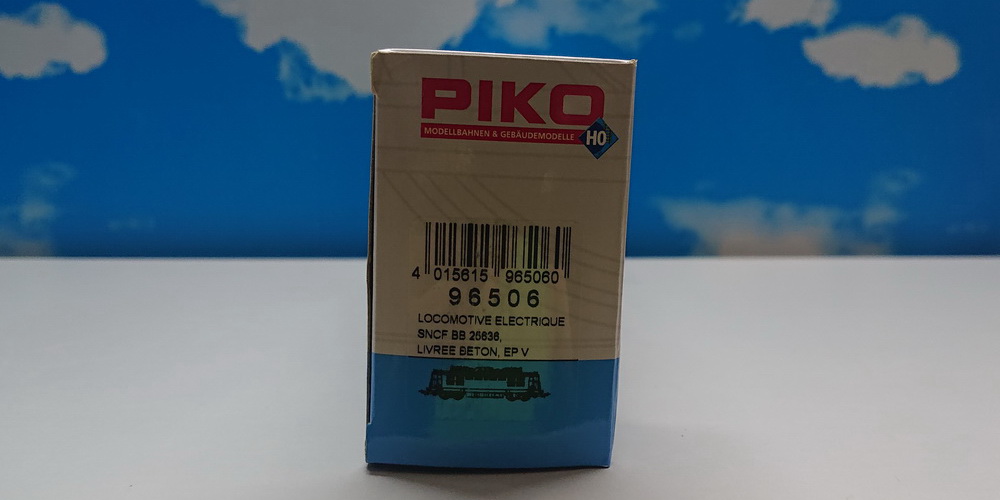 PIKO
MODELLBAHNEN & GEBÄUDEMODELLE
H0
4 015615 965060
96506
LOCOMOTIVE ELECTRIQUE
SNCF BB 25636,
LIVREE BETON, EP V